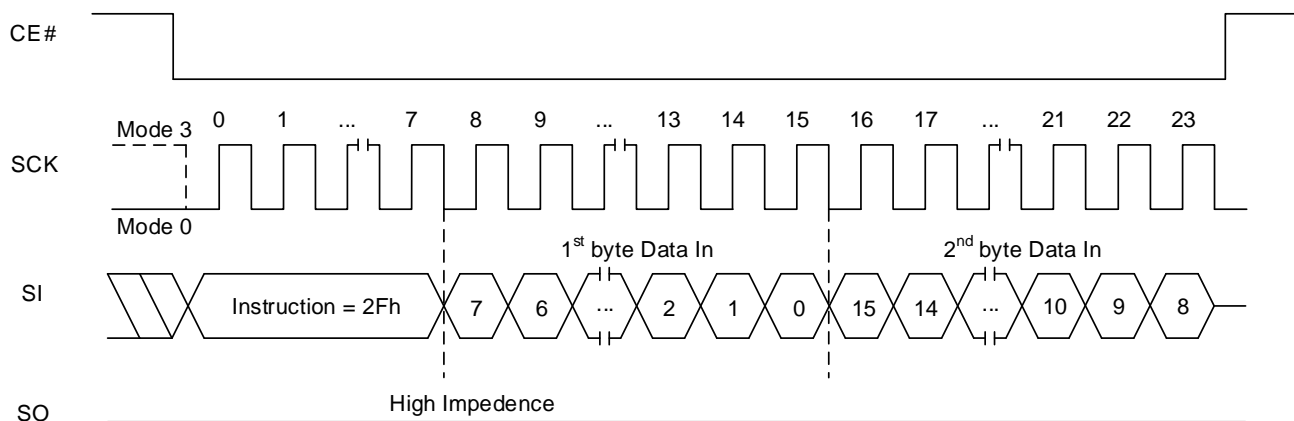 CE#
0 1 ... 7 8 9 ... 13 14 15 16 17 ... 21 22 23
Mode 3
SCK
Mode 0
1st byte Data In 2nd byte Data In
SI Instruction = 2Fh 7 6 ... 2 1 0 15 14 ... 10 9 8
High Impedence
SO